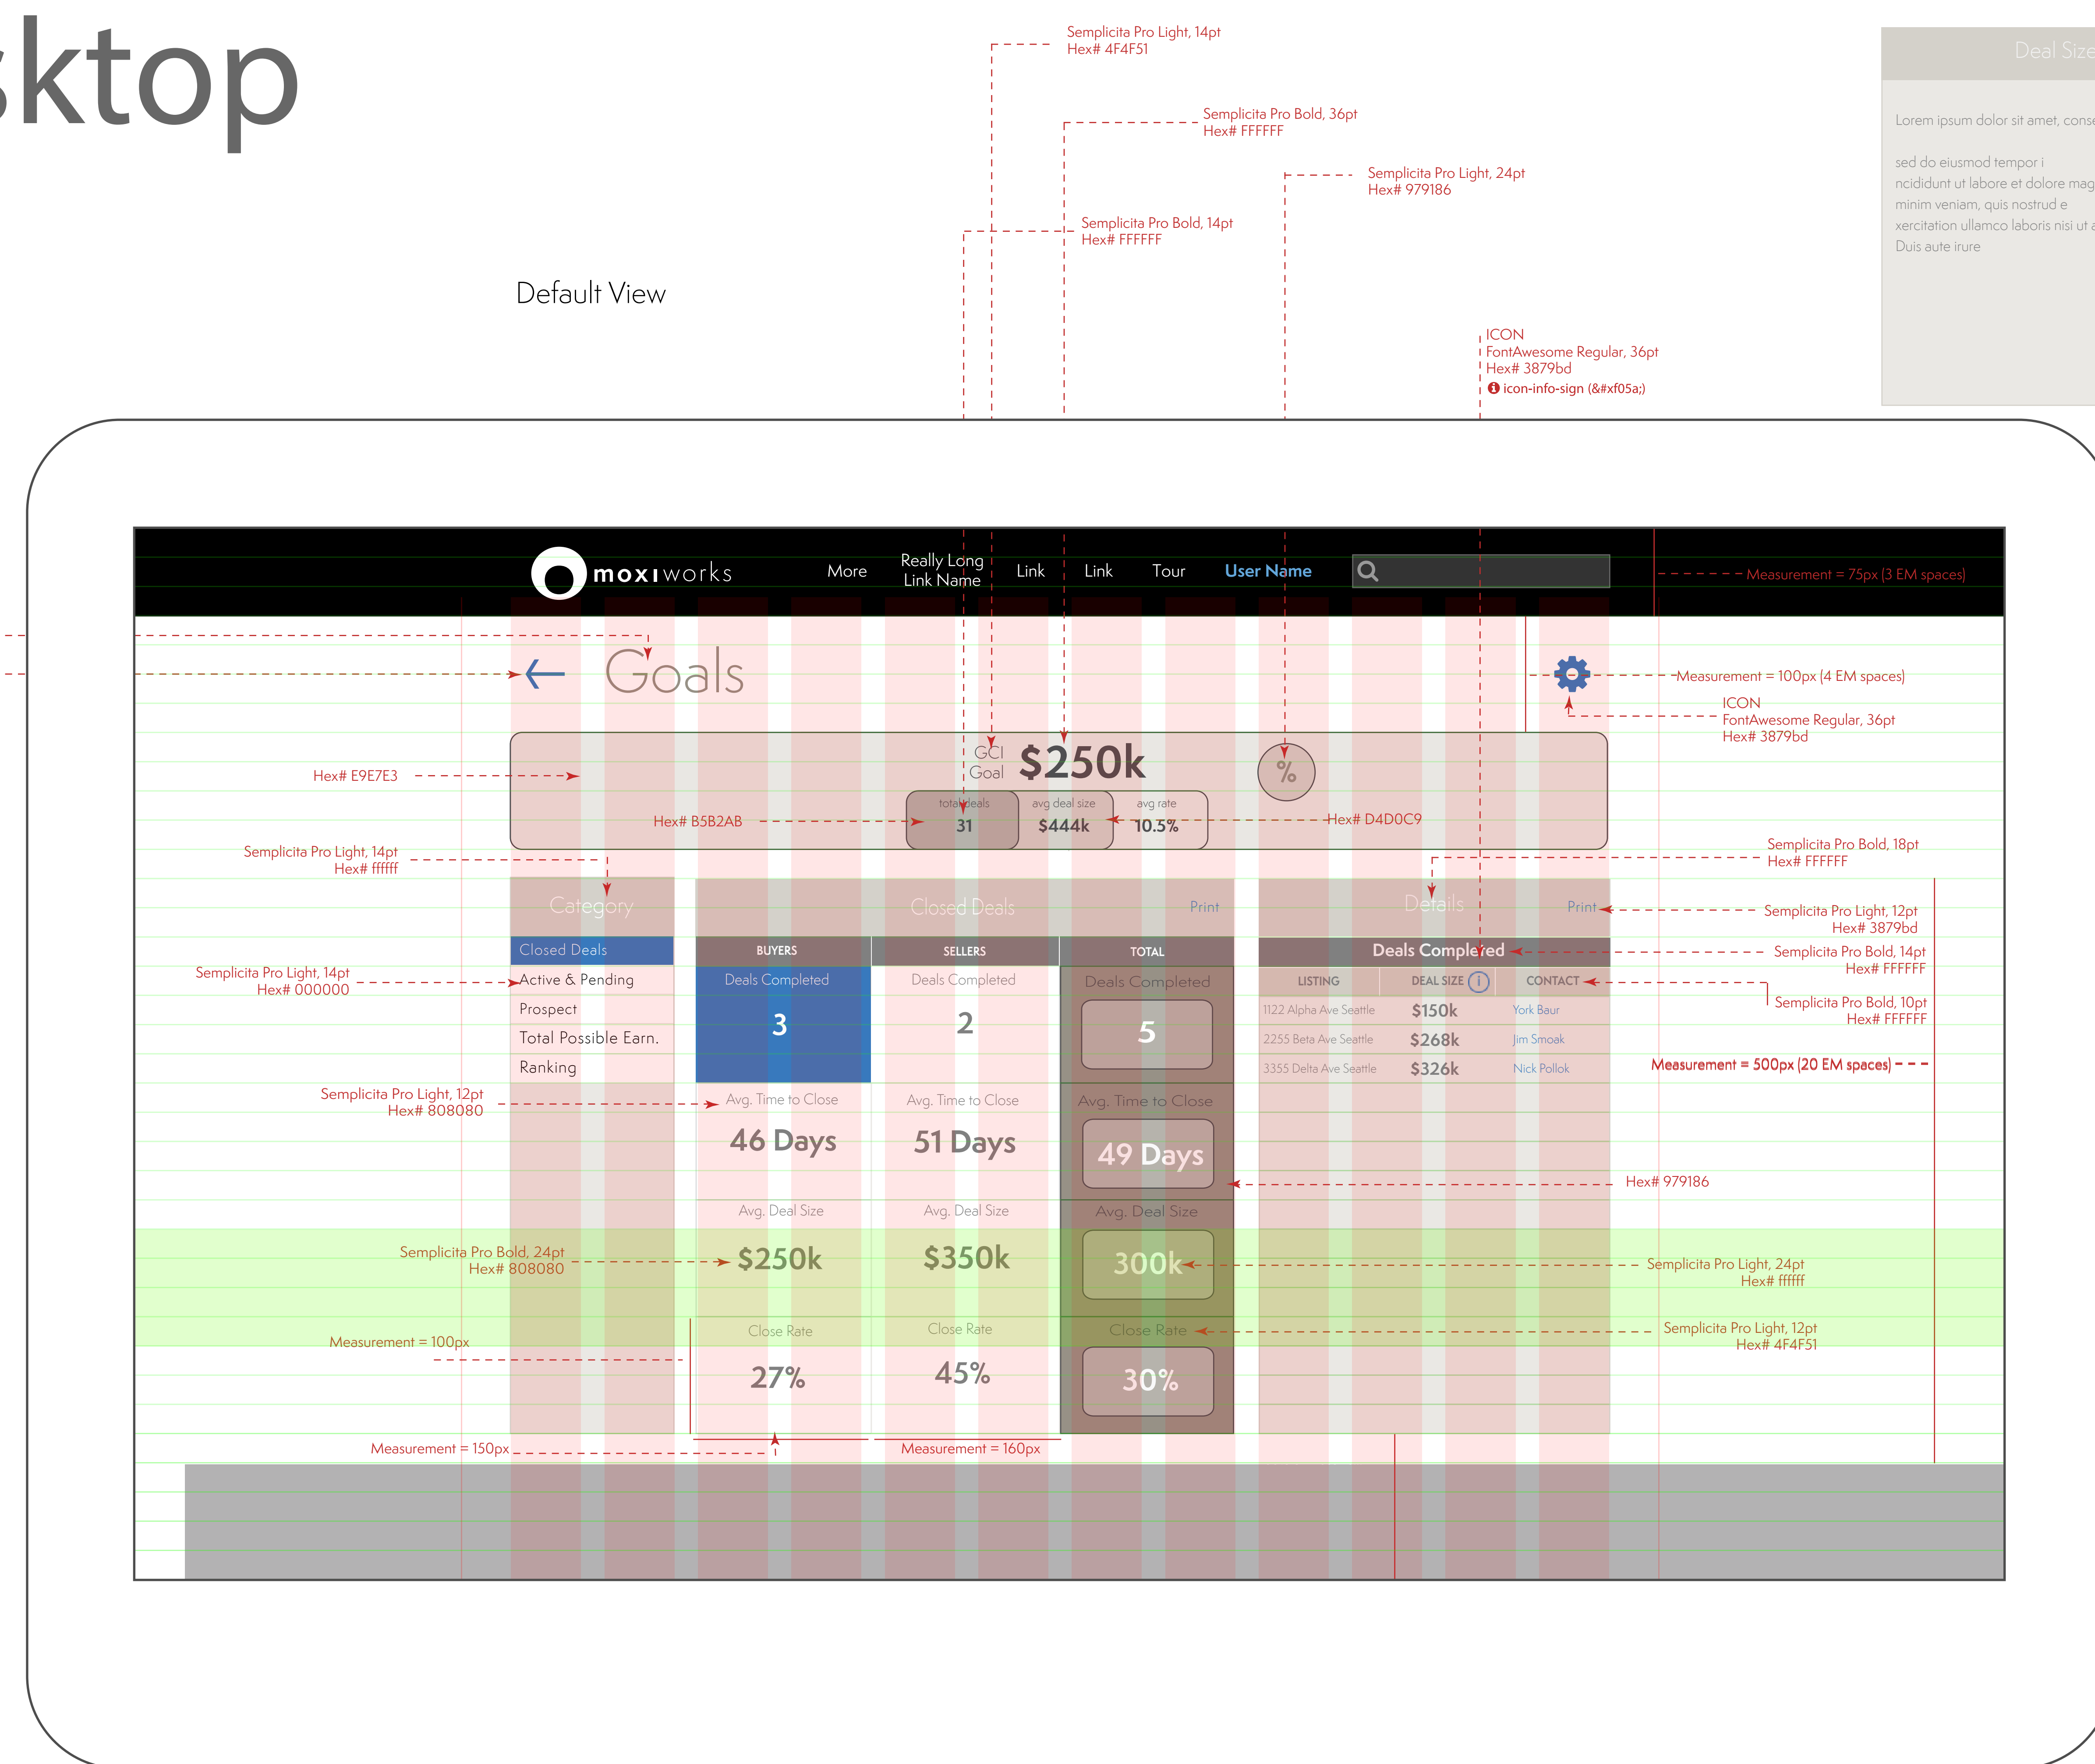 sktop
Semplicita Pro Light, 14pt
Hex# 4F4F51
Semplicita Pro Bold, 36pt
Hex# FFFFFF
Semplicita Pro Light, 24pt
Hex# 979186
Semplicita Pro Bold, 14pt
Hex# FFFFFF
Deal Size
Lorem ipsum dolor sit amet, conse
sed do eiusmod tempor i
ncididunt ut labore et dolore mag
minim veniam, quis nostrud e
xercitation ullamco laboris nisi ut a
Duis aute irure
Default View
ICON
FontAwesome Regular, 36pt
Hex# 3879bd
icon-info-sign (&#xf05a;)
moxiworks
More
Really Long
Link Name
Link
Link
Tour
User Name
Measurement = 75px (3 EM spaces)
Goals
Measurement = 100px (4 EM spaces)
ICON
FontAwesome Regular, 36pt
Hex# 3879bd
Hex# E9E7E3
GCI
Goal
$250k
%
Hex# B5B2AB
total deals
31
avg deal size
$444k
avg rate
10.5%
Hex# D4D0C9
Semplicita Pro Light, 14pt
Hex# ffffff
Semplicita Pro Bold, 18pt
Hex# FFFFFF
Category
Closed Deals
Print
Details
Print
Semplicita Pro Light, 12pt
Hex# 3879bd
Closed Deals
BUYERS
SELLERS
TOTAL
Deals Completed
Semplicita Pro Bold, 14pt
Hex# FFFFFF
Semplicita Pro Light, 14pt
Hex# 000000
Active & Pending
Prospect
Total Possible Earn.
Ranking
Deals Completed
3
Deals Completed
2
Deals Completed
5
LISTING
DEAL SIZE
i
CONTACT
Semplicita Pro Bold, 10pt
Hex# FFFFFF
1122 Alpha Ave Seattle $150k York Baur
2255 Beta Ave Seattle $268k Jim Smoak
3355 Delta Ave Seattle $326k Nick Pollok
Measurement = 500px (20 EM spaces)
Semplicita Pro Light, 12pt
Hex# 808080
Avg. Time to Close
46 Days
Avg. Time to Close
51 Days
Avg. Time to Close
49 Days
Hex# 979186
Avg. Deal Size
$250k
Avg. Deal Size
$350k
Avg. Deal Size
300k
Semplicita Pro Bold, 24pt
Hex# 808080
Semplicita Pro Light, 24pt
Hex# ffffff
Measurement = 100px
Close Rate
27%
Close Rate
45%
Close Rate
30%
Semplicita Pro Light, 12pt
Hex# 4F4F51
Measurement = 150px
Measurement = 160px